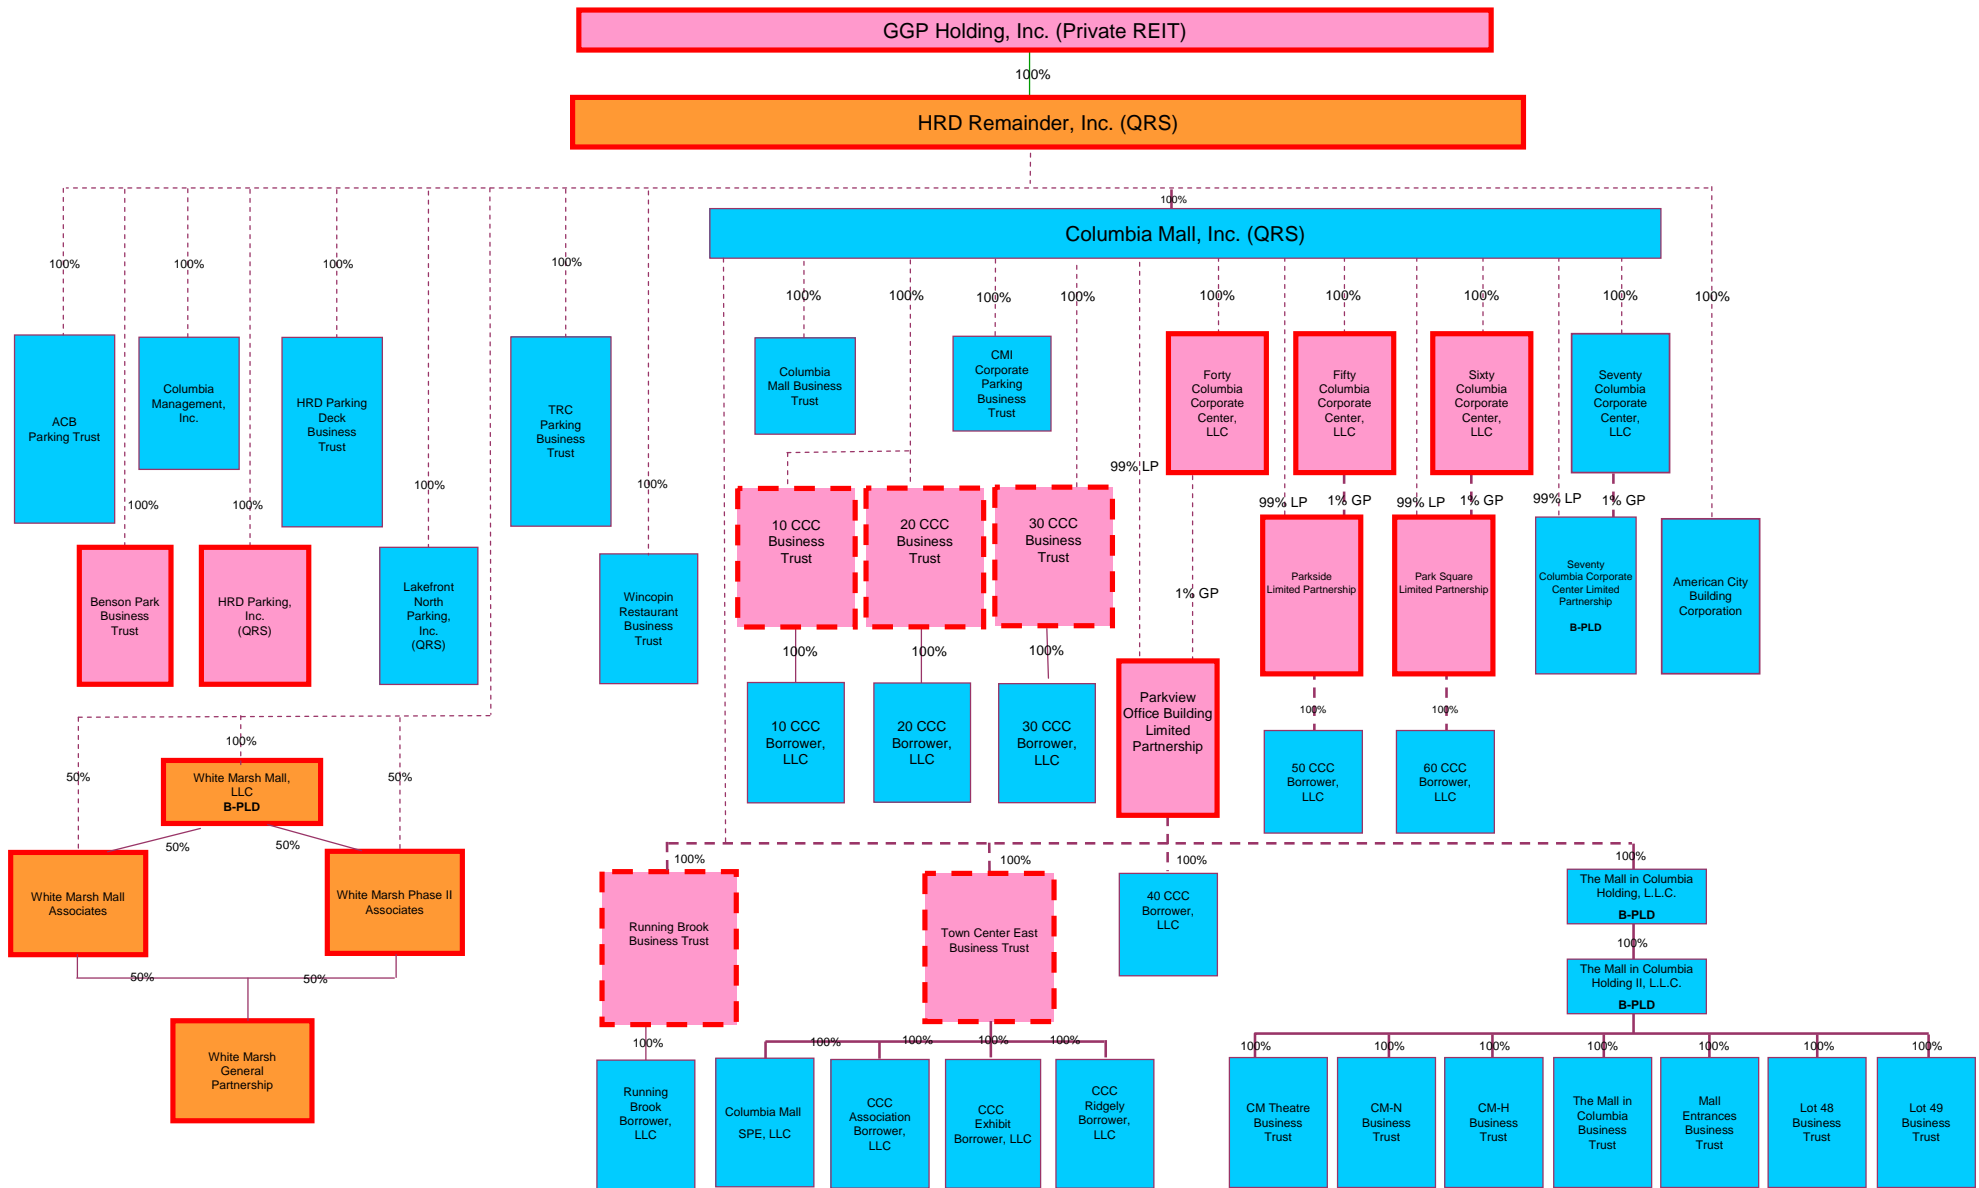 GGP Holding, Inc. (Private REIT)
100%
HRD Remainder, Inc. (QRS)
100%
Columbia Mall, Inc. (QRS)
100%
100%
100%
100%
100%
100%
100%
100%
100%
100%
100%
100%
100%
ACB
Parking Trust
Columbia
Management,
Inc.
HRD Parking
Deck
Business
Trust
TRC
Parking
Business
Trust
Columbia
Mall Business
Trust
CMI
Corporate
Parking
Business
Trust
Forty
Columbia
Corporate
Center,
LLC
Fifty
Columbia
Corporate
Center,
LLC
Sixty
Columbia
Corporate
Center,
LLC
Seventy
Columbia
Corporate
Center,
LLC
100%
100%
100%
100%
99% LP
99% LP
1% GP
99% LP
1% GP
99% LP
1% GP
Benson Park
Business
Trust
HRD Parking,
Inc.
(QRS)
Lakefront
North
Parking,
Inc.
(QRS)
Wincopin
Restaurant
Business
Trust
10 CCC
Business
Trust
20 CCC
Business
Trust
30 CCC
Business
Trust
1% GP
Parkside
Limited Partnership
Park Square
Limited Partnership
Seventy
Columbia Corporate
Center Limited
Partnership
B-PLD
American City
Building
Corporation
100%
100%
100%
10 CCC
Borrower,
LLC
20 CCC
Borrower,
LLC
30 CCC
Borrower,
LLC
Parkview
Office Building
Limited
Partnership
100%
100%
50 CCC
Borrower,
LLC
60 CCC
Borrower,
LLC
100%
50%
50%
White Marsh Mall,
LLC
B-PLD
50%
50%
White Marsh Mall
Associates
White Marsh Phase II
Associates
50%
50%
White Marsh
General
Partnership
100%
100%
100%
100%
Running Brook
Business Trust
Town Center East
Business Trust
40 CCC
Borrower,
LLC
The Mall in Columbia
Holding, L.L.C.
B-PLD
100%
The Mall in Columbia
Holding II, L.L.C.
B-PLD
100%
100%
100%
100%
100%
100%
100%
100%
100%
100%
100%
100%
Running
Brook
Borrower,
LLC
Columbia Mall
SPE, LLC
CCC
Association
Borrower,
LLC
CCC
Exhibit
Borrower, LLC
CCC
Ridgely
Borrower,
LLC
CM Theatre
Business
Trust
CM-N
Business
Trust
CM-H
Business
Trust
The Mall in
Columbia
Business
Trust
Mall
Entrances
Business
Trust
Lot 48
Business
Trust
Lot 49
Business
Trust